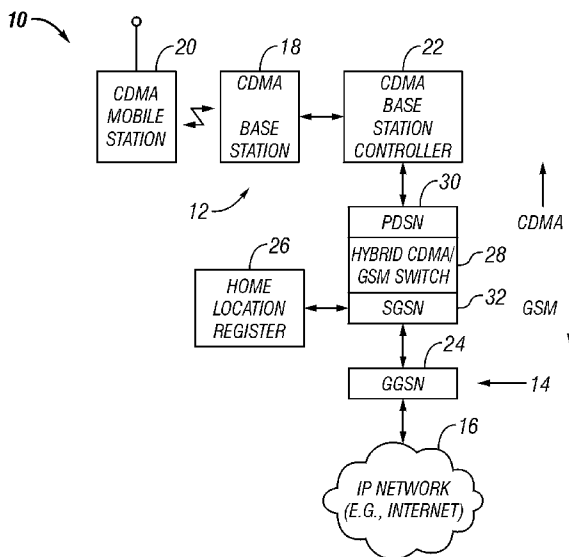 10
20
18
22
CDMA
MOBILE
STATION
CDMA
BASE
STATION
CDMA
BASE
STATION
CONTROLLER
12
30
PDSN
CDMA
HYBRID CDMA/
GSM SWITCH
28
26
HOME
LOCATION
REGISTER
SGSN
32
GSM
24
GGSN
14
16
IP NETWORK
(E.G., INTERNET)